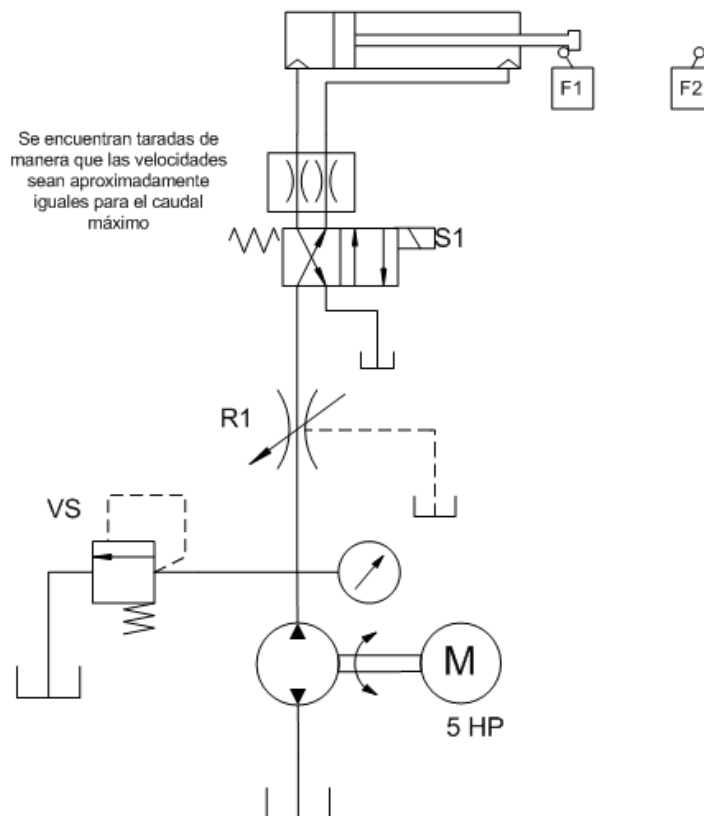 F1
F2
Se encuentran taradas de
manera que las velocidades
sean aproximadamente
iguales para el caudal
máximo
S1
R1
VS
M
5 HP